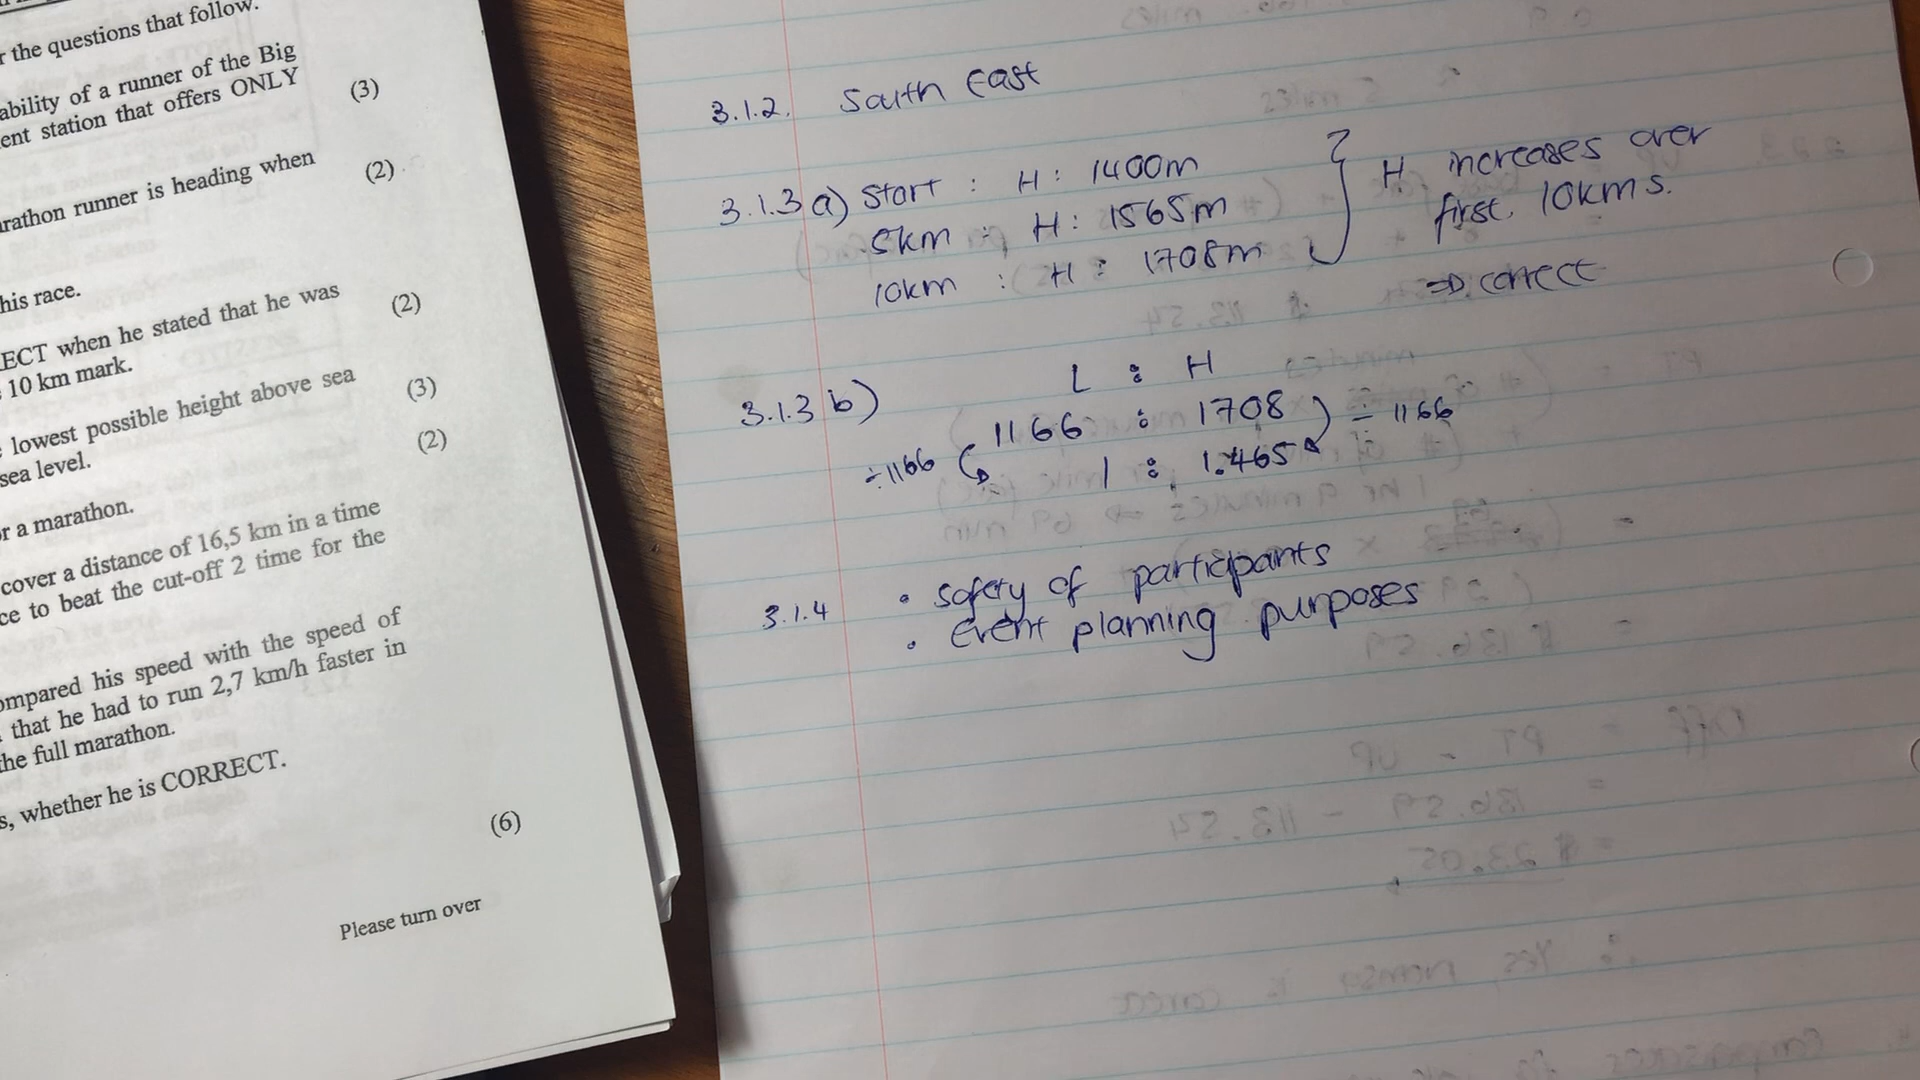 r the questions that follow.
ability of a runner of the Big
ent station that offers ONLY
(3)
rathon runner is heading when
(2)
his race.
ECT when he stated that he was
10 km mark.
(2)
lowest possible height above sea
sea level.
(3)
(2)
or a marathon.
cover a distance of 16,5 km in a time
ce to beat the cut-off 2 time for the
ompared his speed with the speed of
that he had to run 2,7 km/h faster in
the full marathon.
s, whether he is CORRECT.
(6)
Please turn over
3.1.2. South East
3.1.3 a) Start : H : 1400m
5km : H : 1565m
10km : H : 1708m
H increases over
first 10kms.
⇒ correct
3.1.3 b) L : H
1166 : 1708 ÷ 1166
÷1166 1 : 1.465
3.1.4 • safety of participants
• Event planning purposes